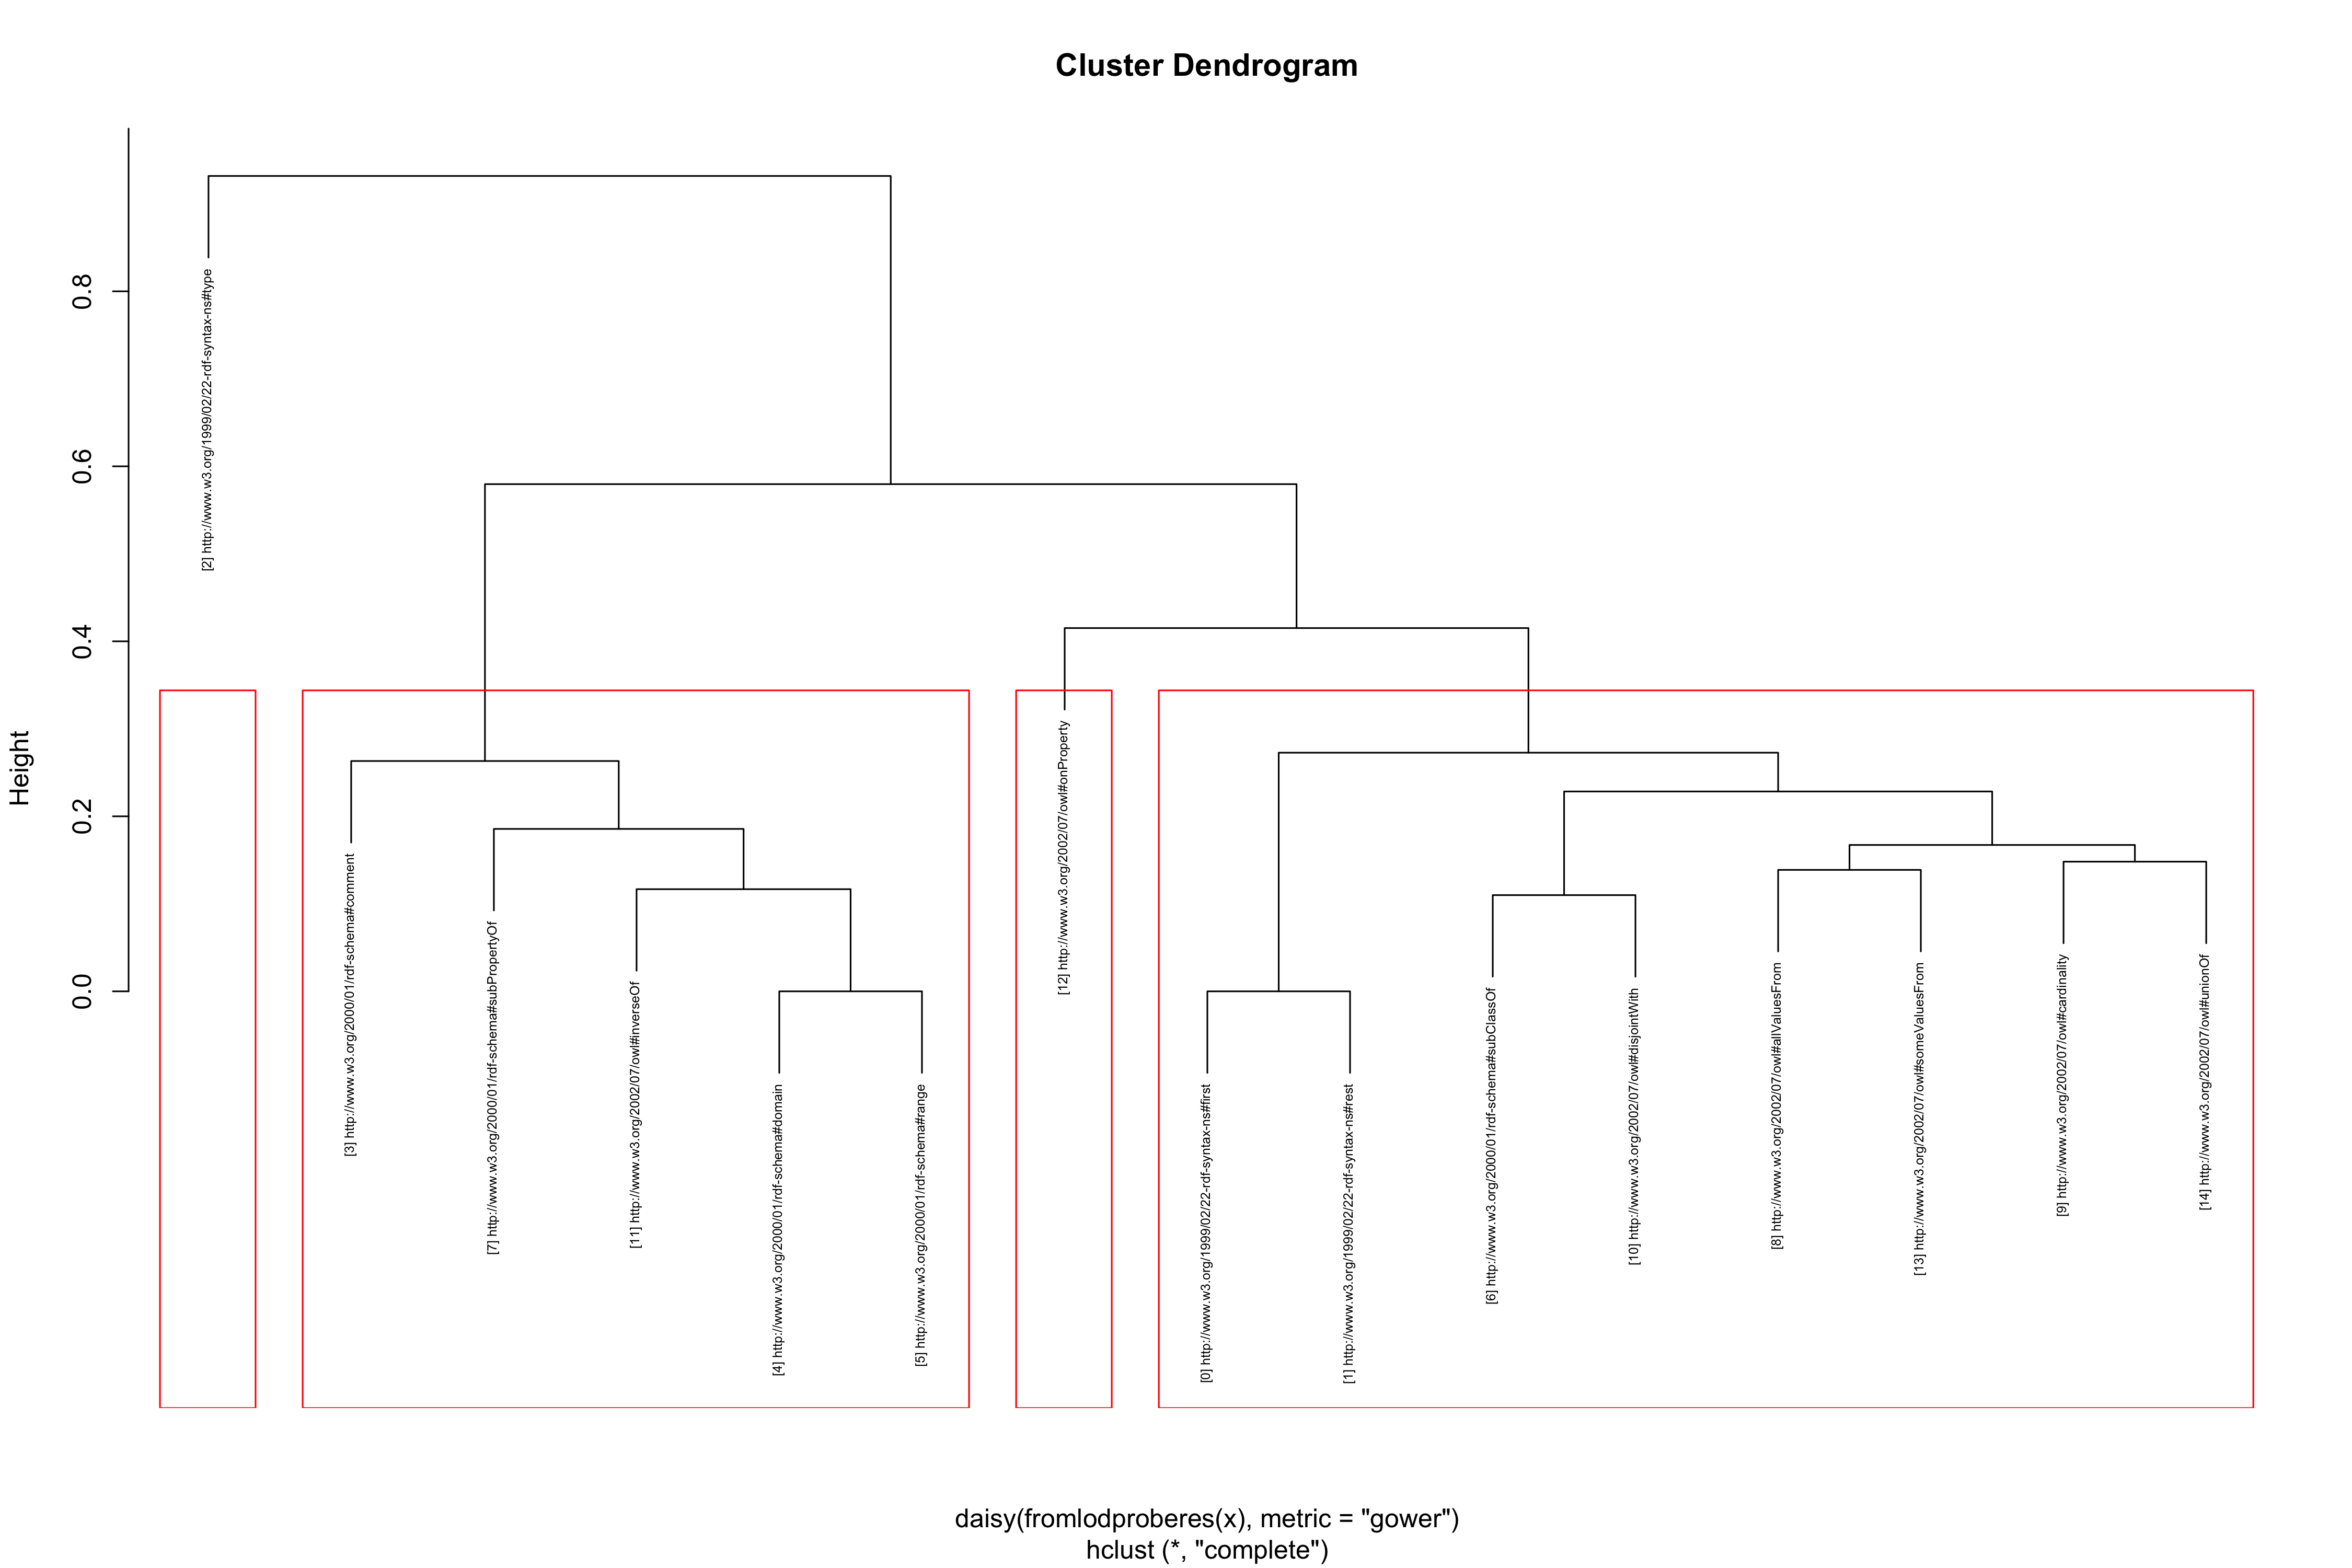 Cluster Dendrogram
Height
0.8
0.6
0.4
0.2
0.0
[2] http://www.w3.org/1999/02/22-rdf-syntax-ns#type
[3] http://www.w3.org/2000/01/rdf-schema#comment
[7] http://www.w3.org/2000/01/rdf-schema#subPropertyOf
[11] http://www.w3.org/2002/07/owl#inverseOf
[4] http://www.w3.org/2000/01/rdf-schema#domain
[5] http://www.w3.org/2000/01/rdf-schema#range
[12] http://www.w3.org/2002/07/owl#onProperty
[0] http://www.w3.org/1999/02/22-rdf-syntax-ns#first
[1] http://www.w3.org/1999/02/22-rdf-syntax-ns#rest
[6] http://www.w3.org/2000/01/rdf-schema#subClassOf
[10] http://www.w3.org/2002/07/owl#disjointWith
[8] http://www.w3.org/2002/07/owl#allValuesFrom
[13] http://www.w3.org/2002/07/owl#someValuesFrom
[9] http://www.w3.org/2002/07/owl#cardinality
[14] http://www.w3.org/2002/07/owl#unionOf
daisy(fromlodproberes(x), metric = "gower")
hclust (*, "complete")